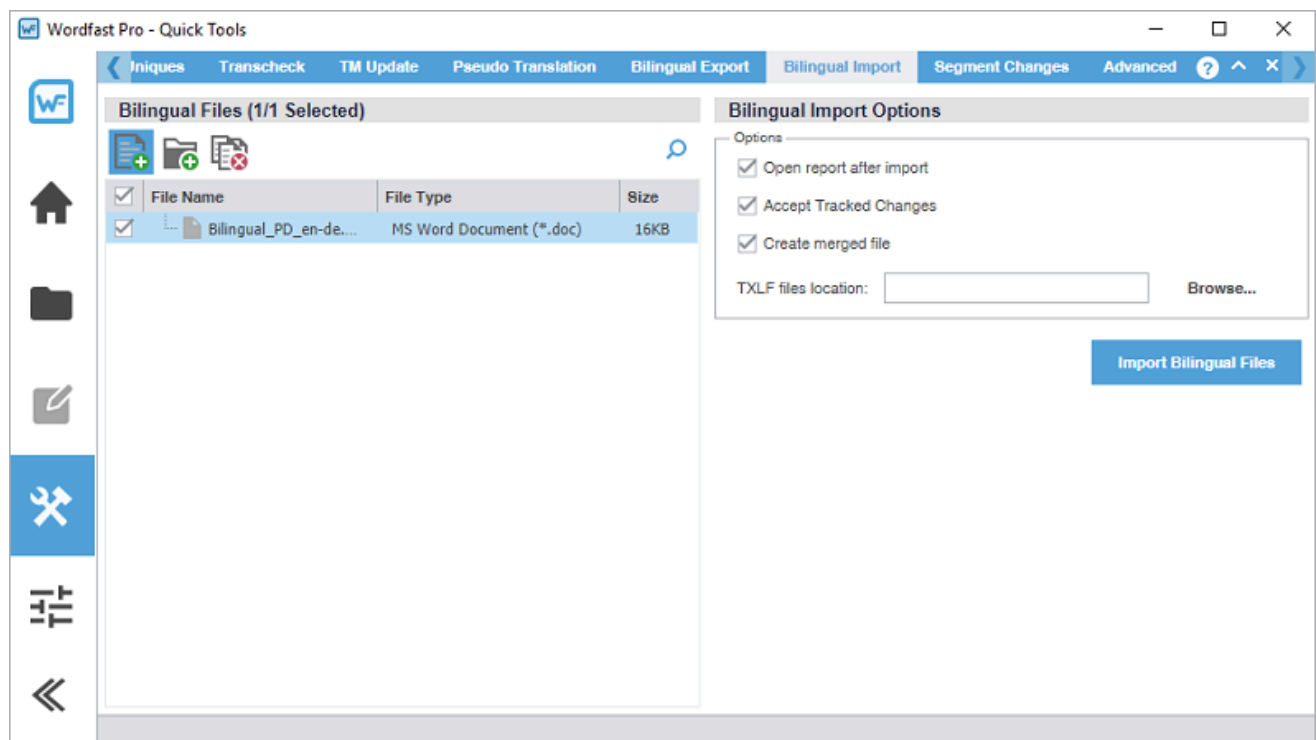 Wordfast Pro - Quick Tools
Uniques Transcheck TM Update Pseudo Translation Bilingual Export Bilingual Import Segment Changes Advanced ?
WF
Bilingual Files (1/1 Selected)
File Name File Type Size
Bilingual_PD_en-de.... MS Word Document (*.doc) 16KB
Bilingual Import Options
Options
Open report after import
Accept Tracked Changes
Create merged file
TXLF files location: Browse...
Import Bilingual Files